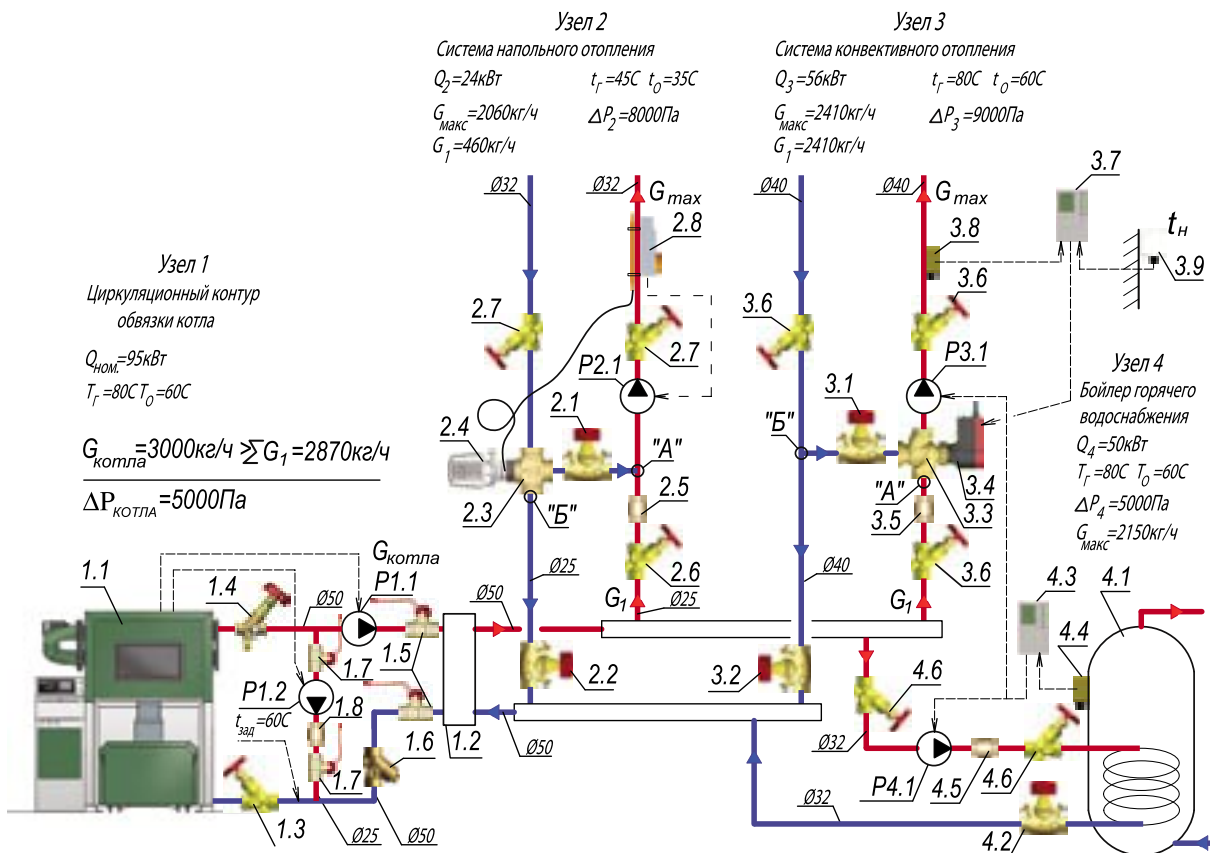 Узел 2
Система напольного отопления
Q2=24кВт tГ=45С tО=35С
Gмакс=2060кг/ч ΔP2=8000Па
G1=460кг/ч
Узел 3
Система конвективного отопления
Q3=56кВт tГ=80С tО=60С
Gмакс=2410кг/ч ΔP3=9000Па
G1=2410кг/ч
Узел 1
Циркуляционный контур
обвязки котла
Qном.=95кВт
TГ=80С TО=60С
Gкотла=3000кг/ч ⩾ΣG1=2870кг/ч
ΔPкотла=5000Па
Узел 4
Бойлер горячего
водоснабжения
Q4=50кВт
TГ=80С TО=60С
ΔP4=5000Па
Gмакс=2150кг/ч
Ø32
Ø32
Gmax
2.8
2.7
2.7
P2.1
2.1
2.4
2.3
"А"
"Б"
2.5
2.6
Ø25
G1
Ø25
2.2
Ø40
Ø40
Gmax
3.8
3.7
tн
3.9
3.6
3.6
P3.1
3.1
"Б"
"А"
3.4
3.3
3.5
3.6
Ø40
G1
3.2
1.1
1.4
Ø50
Gкотла
P1.1
Ø50
1.7
1.5
P1.2
tзад=60С
1.8
1.7
1.6
1.2
Ø50
1.3
Ø25
Ø50
4.3
4.1
4.4
4.6
Ø32
P4.1
4.5
4.6
Ø32
4.2